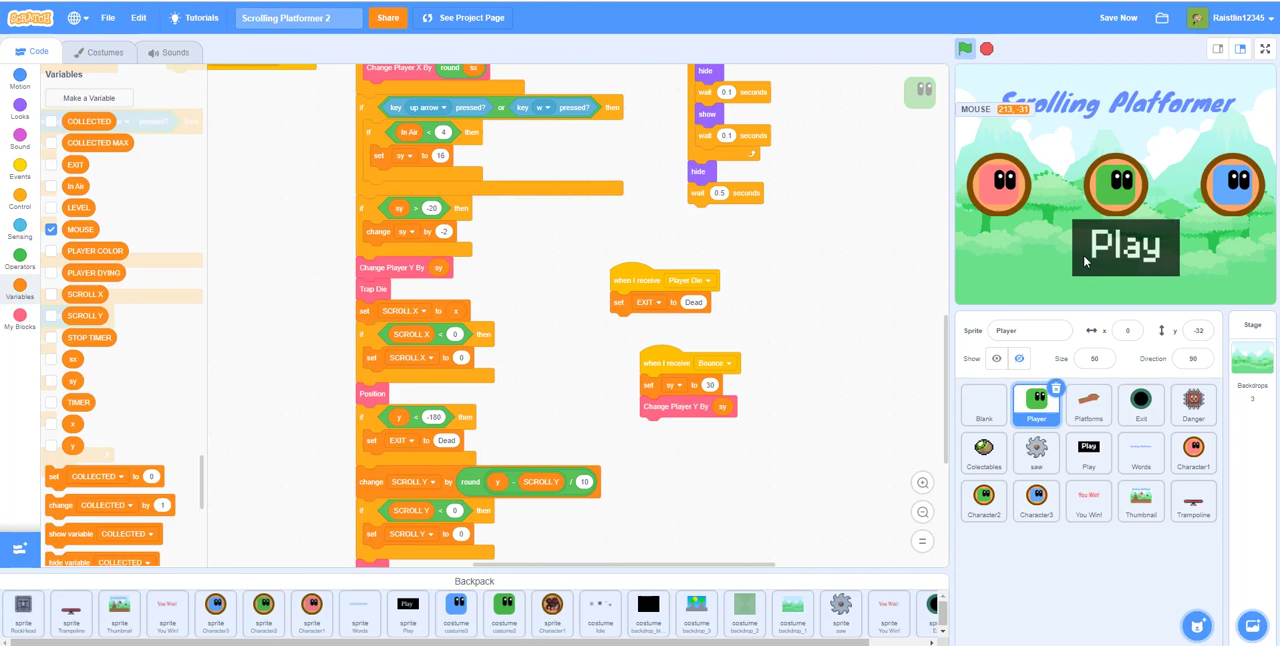 SCRATCH File Edit Tutorials Scrolling Platformer 2 Share See Project Page Save Now Raistlin12345
Code Costumes Sounds
Motion
Looks
Sound
Events
Control
Sensing
Operators
Variables
My Blocks
Variables
Make a Variable
COLLECTED
COLLECTED MAX
EXIT
In Air
LEVEL
MOUSE
PLAYER COLOR
PLAYER DYING
SCROLL X
SCROLL Y
STOP TIMER
sx
sy
TIMER
x
y
set COLLECTED to 0
change COLLECTED by 1
show variable COLLECTED
hide variable COLLECTED
Change Player X By round sx
if key up arrow pressed? or key w pressed? then
if In Air < 4 then
set sy to 16
if sy > -20 then
change sy by -2
Change Player Y By sy
Trap Die
set SCROLL X to x
if SCROLL X < 0 then
set SCROLL X to 0
Position
if y < -180 then
set EXIT to Dead
change SCROLL Y by round y - SCROLL Y / 10
if SCROLL Y < 0 then
set SCROLL Y to 0
hide
wait 0.1 seconds
show
wait 0.1 seconds
hide
wait 0.5 seconds
when I receive Player Die
set EXIT to Dead
when I receive Bounce
set sy to 30
Change Player Y By sy
Scrolling Platformer
MOUSE 213, -31
Play
Sprite Player x 0 y -32
Show Size 50 Direction 90
Stage
Backdrops
3
Blank Player Platforms Exit Danger
Colectables saw Play Words Character1
Character2 Character3 You Win! Thumbnail Trampoline
Backpack
sprite sprite sprite sprite sprite sprite sprite sprite sprite costume costume sprite costume costume costume costume costume sprite sprite sprite
RockHead Trampoline Thumbnail You Win! Character3 Character2 Character1 Words Play costume3 costume2 Character1 Idle backdrop_bl... backdrop_3 backdrop_2 backdrop_1 saw You Win! E...